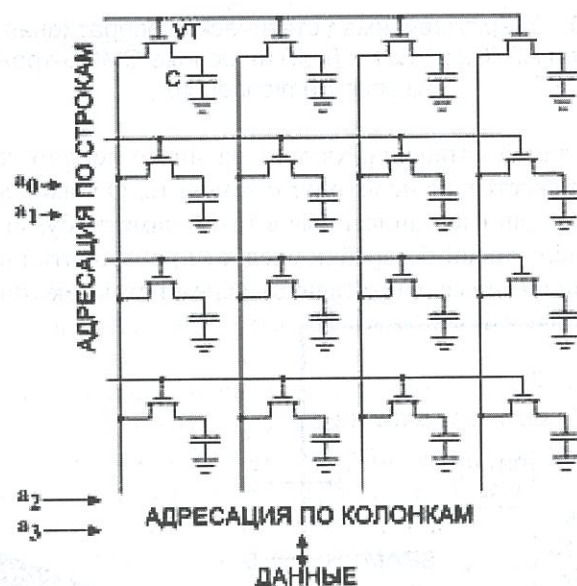 VT
C
АДРЕСАЦИЯ ПО СТРОКАМ
a0
a1
a2
a3
АДРЕСАЦИЯ ПО КОЛОНКАМ
ДАННЫЕ